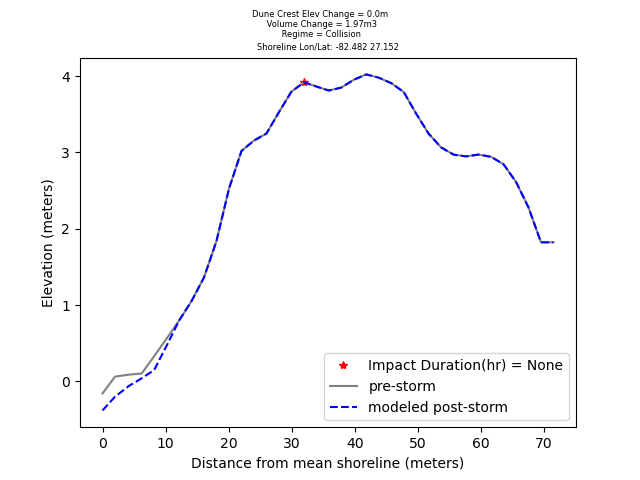 Dune Crest Elev Change = 0.0m
Volume Change = 1.97m3
Regime = Collision
Shoreline Lon/Lat: -82.482 27.152
4
3
2
1
0
Elevation (meters)
Impact Duration(hr) = None
pre-storm
modeled post-storm
0 10 20 30 40 50 60 70
Distance from mean shoreline (meters)